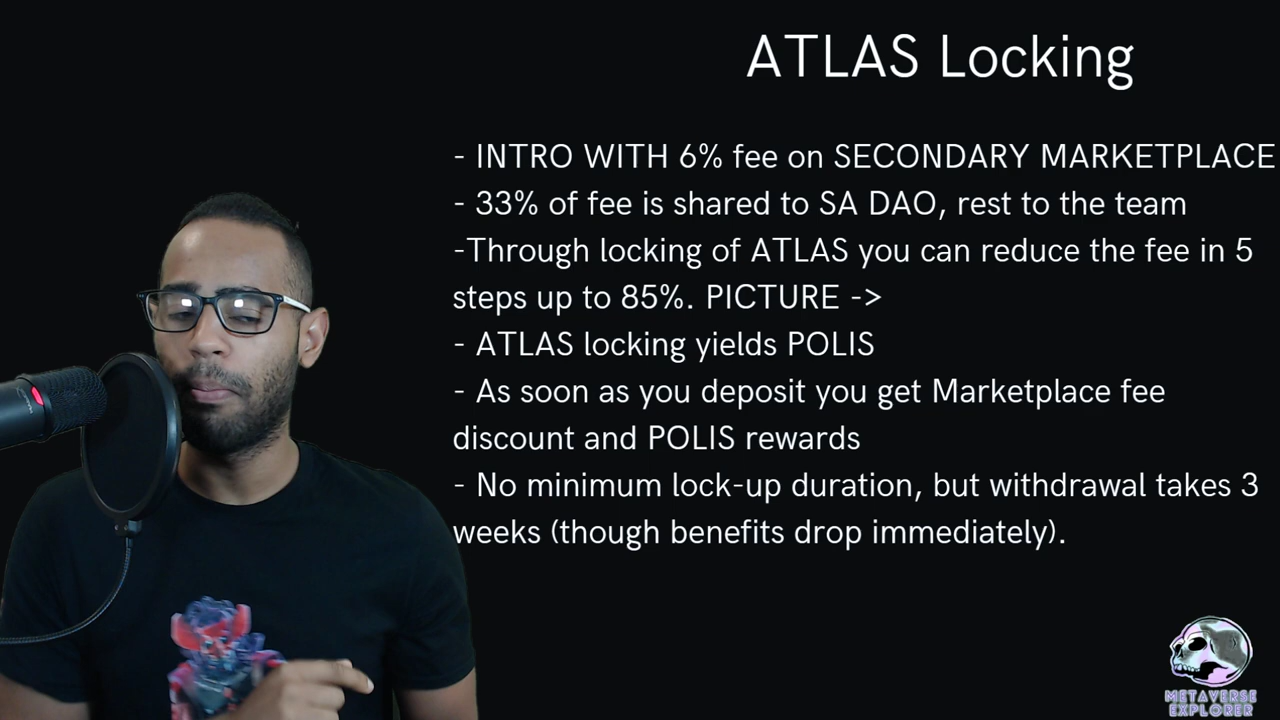 ATLAS Locking
- INTRO WITH 6% fee on SECONDARY MARKETPLACE
- 33% of fee is shared to SA DAO, rest to the team
-Through locking of ATLAS you can reduce the fee in 5
steps up to 85%. PICTURE ->
- ATLAS locking yields POLIS
- As soon as you deposit you get Marketplace fee
discount and POLIS rewards
- No minimum lock-up duration, but withdrawal takes 3
weeks (though benefits drop immediately).
METAVERSE
EXPLORER